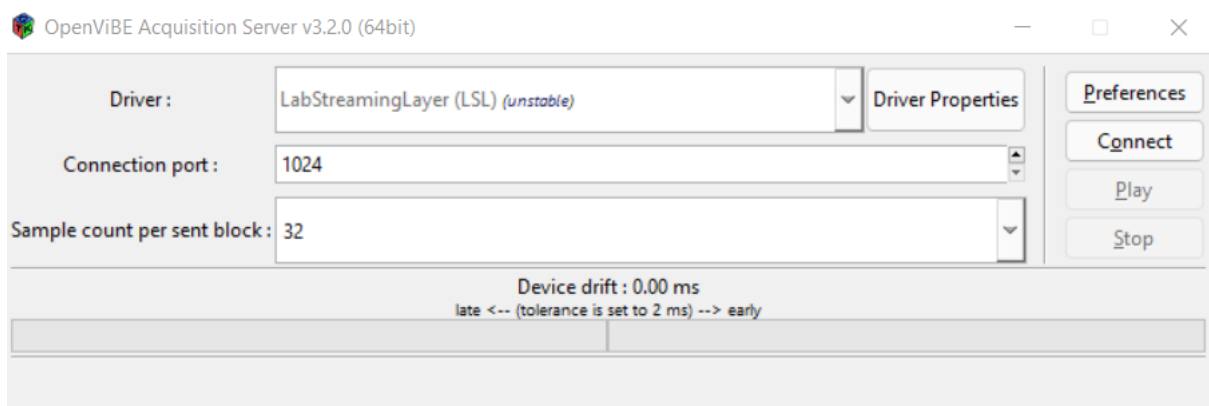 OpenViBE Acquisition Server v3.2.0 (64bit)
Driver :
LabStreamingLayer (LSL) (unstable)
Driver Properties
Preferences
Connect
Connection port :
1024
Play
Sample count per sent block :
32
Stop
Device drift : 0.00 ms
late <-- (tolerance is set to 2 ms) --> early